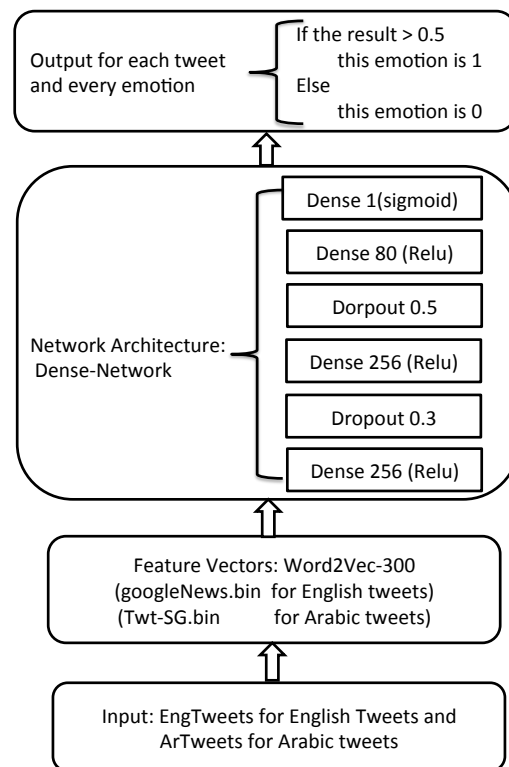 Output for each tweet
and every emotion
If the result > 0.5
this emotion is 1
Else
this emotion is 0
Network Architecture:
Dense-Network
Dense 1(sigmoid)
Dense 80 (Relu)
Dorpout 0.5
Dense 256 (Relu)
Dropout 0.3
Dense 256 (Relu)
Feature Vectors: Word2Vec-300
(googleNews.bin for English tweets)
(Twt-SG.bin for Arabic tweets)
Input: EngTweets for English Tweets and
ArTweets for Arabic tweets